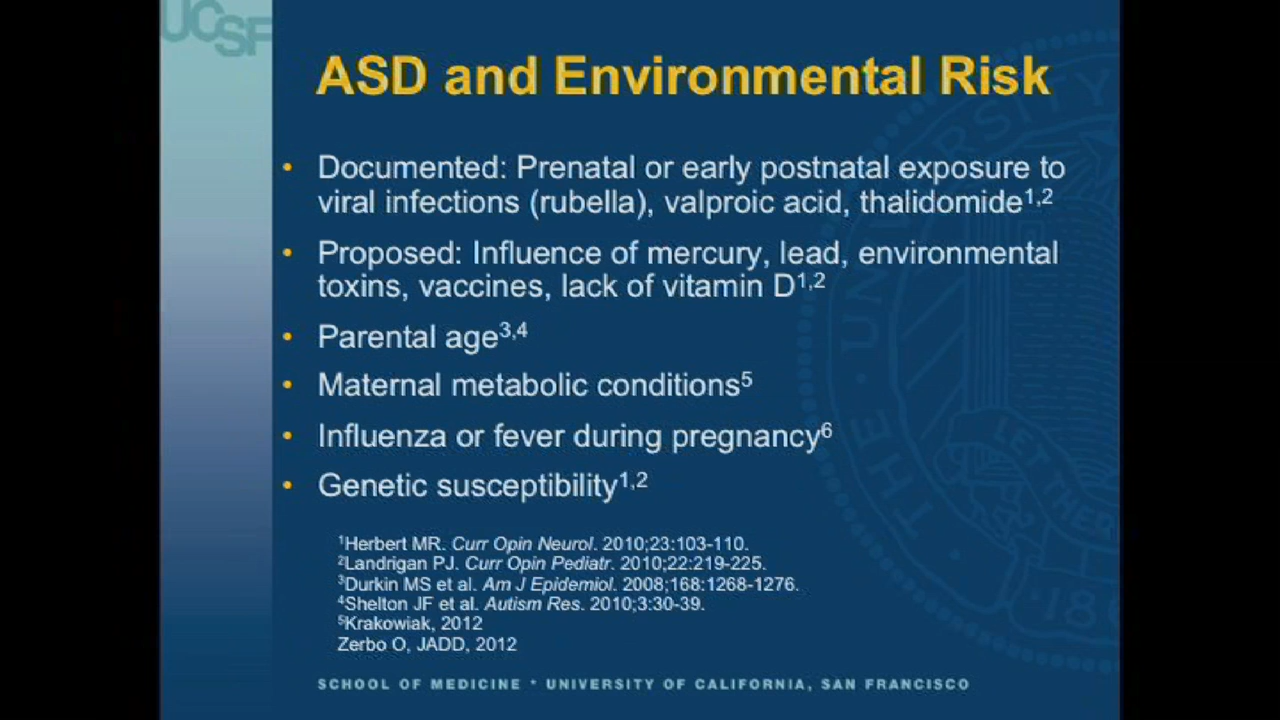 UCSF
ASD and Environmental Risk
• Documented: Prenatal or early postnatal exposure to
viral infections (rubella), valproic acid, thalidomide1,2
• Proposed: Influence of mercury, lead, environmental
toxins, vaccines, lack of vitamin D1,2
• Parental age3,4
• Maternal metabolic conditions5
• Influenza or fever during pregnancy6
• Genetic susceptibility1,2
1Herbert MR. Curr Opin Neurol. 2010;23:103-110.
2Landrigan PJ. Curr Opin Pediatr. 2010;22:219-225.
3Durkin MS et al. Am J Epidemiol. 2008;168:1268-1276.
4Shelton JF et al. Autism Res. 2010;3:30-39.
5Krakowiak, 2012
Zerbo O, JADD, 2012
SCHOOL OF MEDICINE • UNIVERSITY OF CALIFORNIA, SAN FRANCISCO
THE UNIVERSITY
LET THER
186